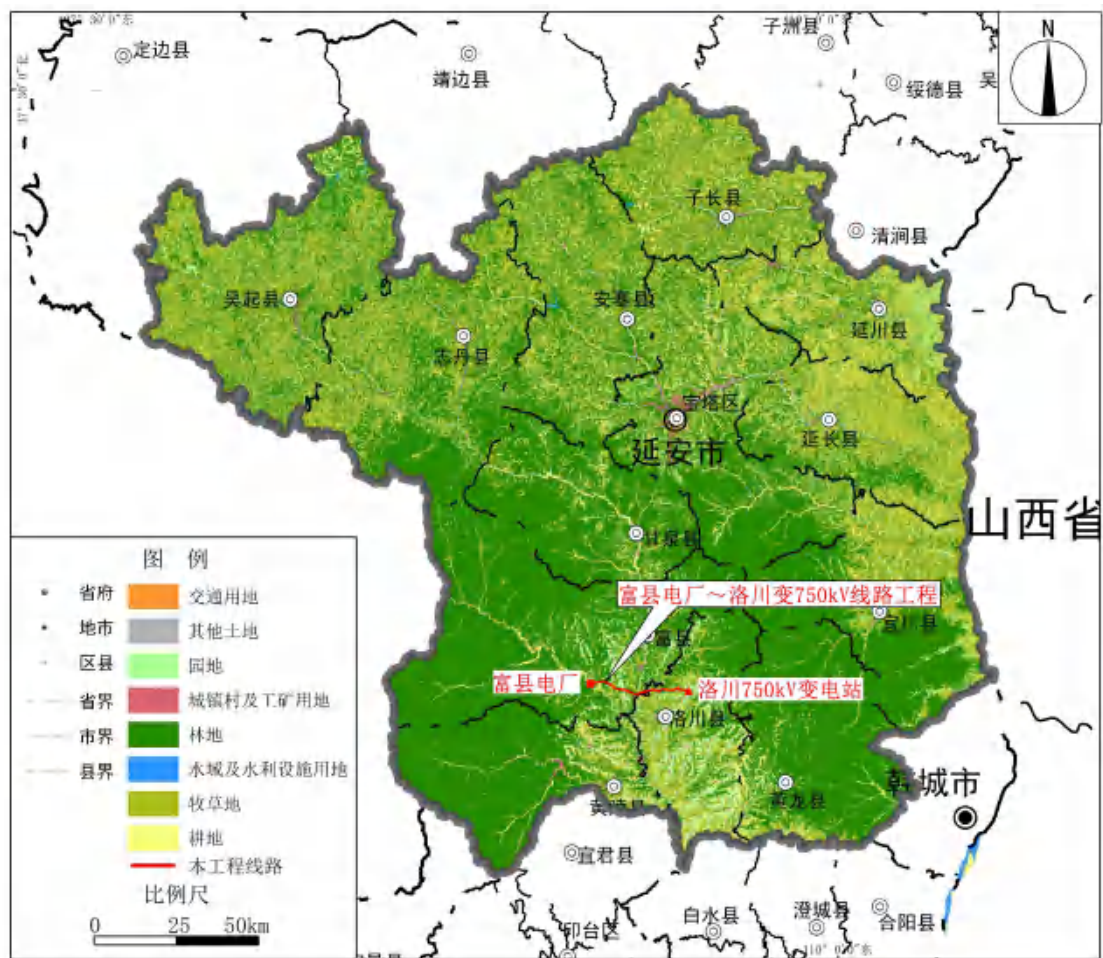 定边县
靖边县
子洲县
绥德县
吴
N
子长县
清涧县
吴起县
安塞县
延川县
志丹县
宝塔区
延安市
延长县
山西省
甘泉县
富县电厂～洛川变750kV线路工程
宜川县
富县
富县电厂
洛川750kV变电站
洛川县
黄陵县
黄龙县
韩城市
宜君县
白水县
澄城县
合阳县
印台区
110°0′0″东
图 例
省府
地市
区县
省界
市界
县界
交通用地
其他土地
园地
城镇村及工矿用地
林地
水域及水利设施用地
牧草地
耕地
本工程线路
比例尺
0 25 50km